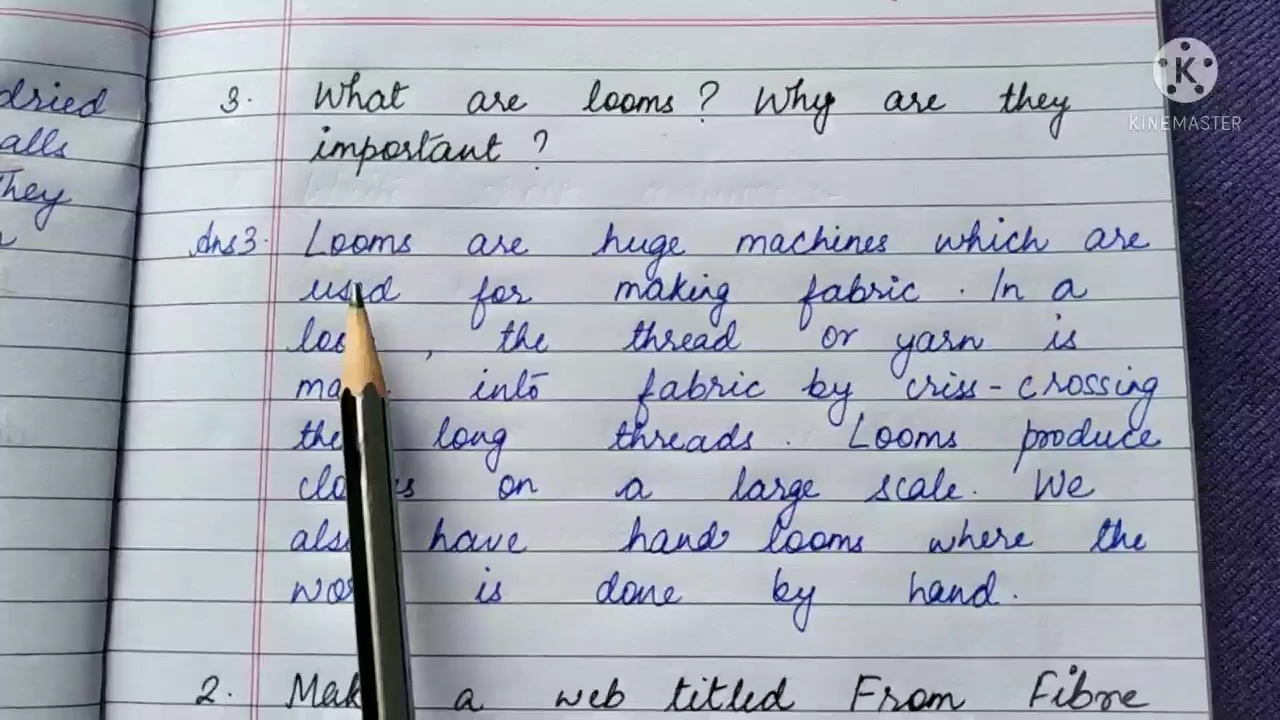 dried
alls
They
3. What are looms ? Why are they
important ?
Ans 3. Looms are huge machines which are
used for making fabric. In a
, the thread or yarn is
into fabric by criss-crossing
long threads. Looms produce
on a large scale. We
have hand looms where the
is done by hand.
2. a web titled From Fibre
K
KINEMASTER